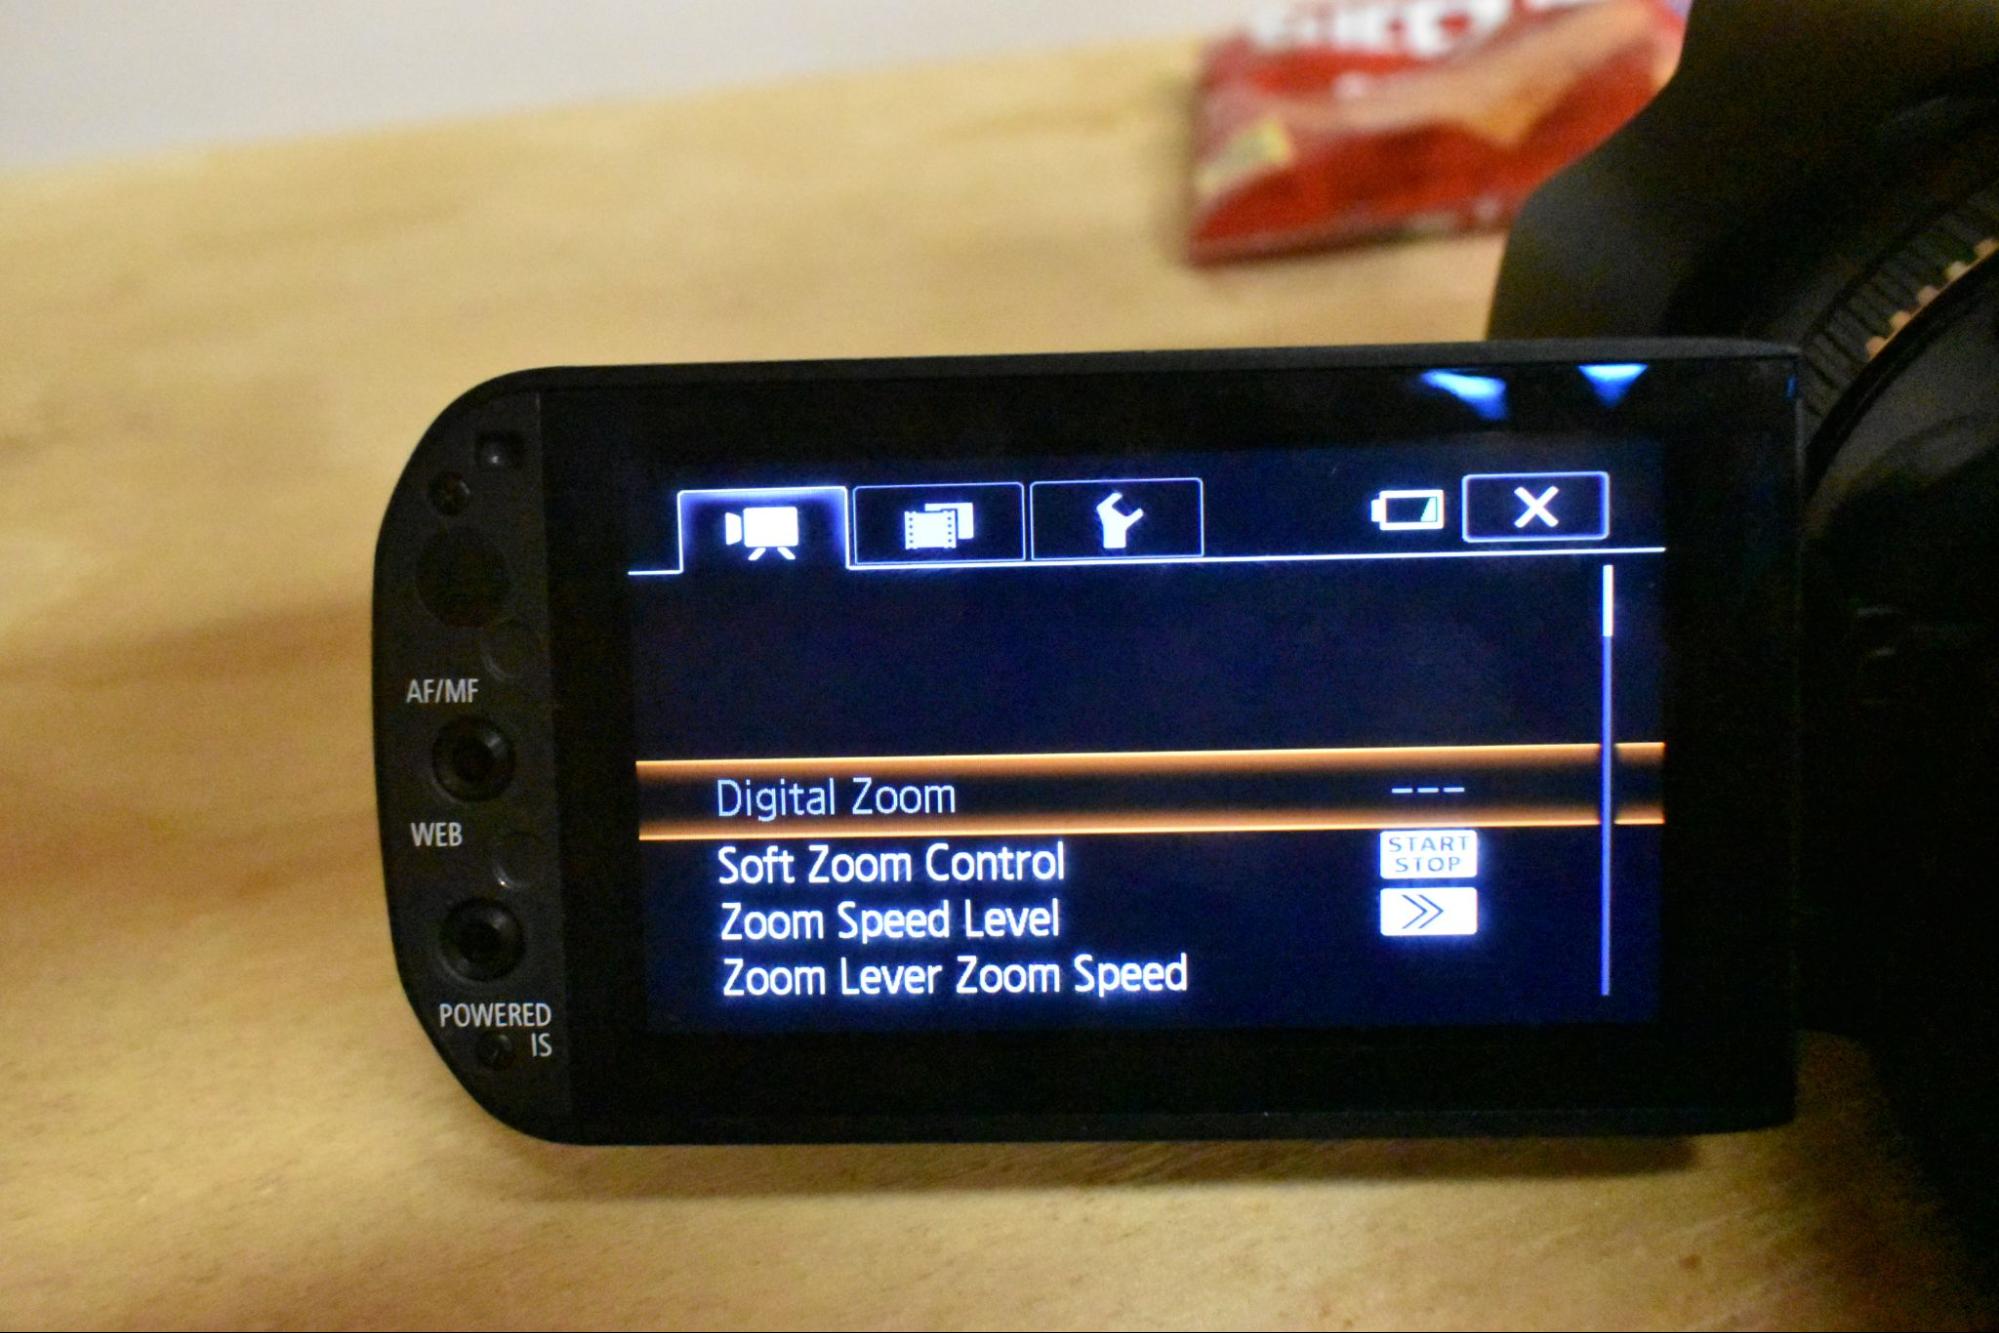 AF/MF
WEB
POWERED
IS
Digital Zoom ---
Soft Zoom Control START STOP
Zoom Speed Level >>
Zoom Lever Zoom Speed